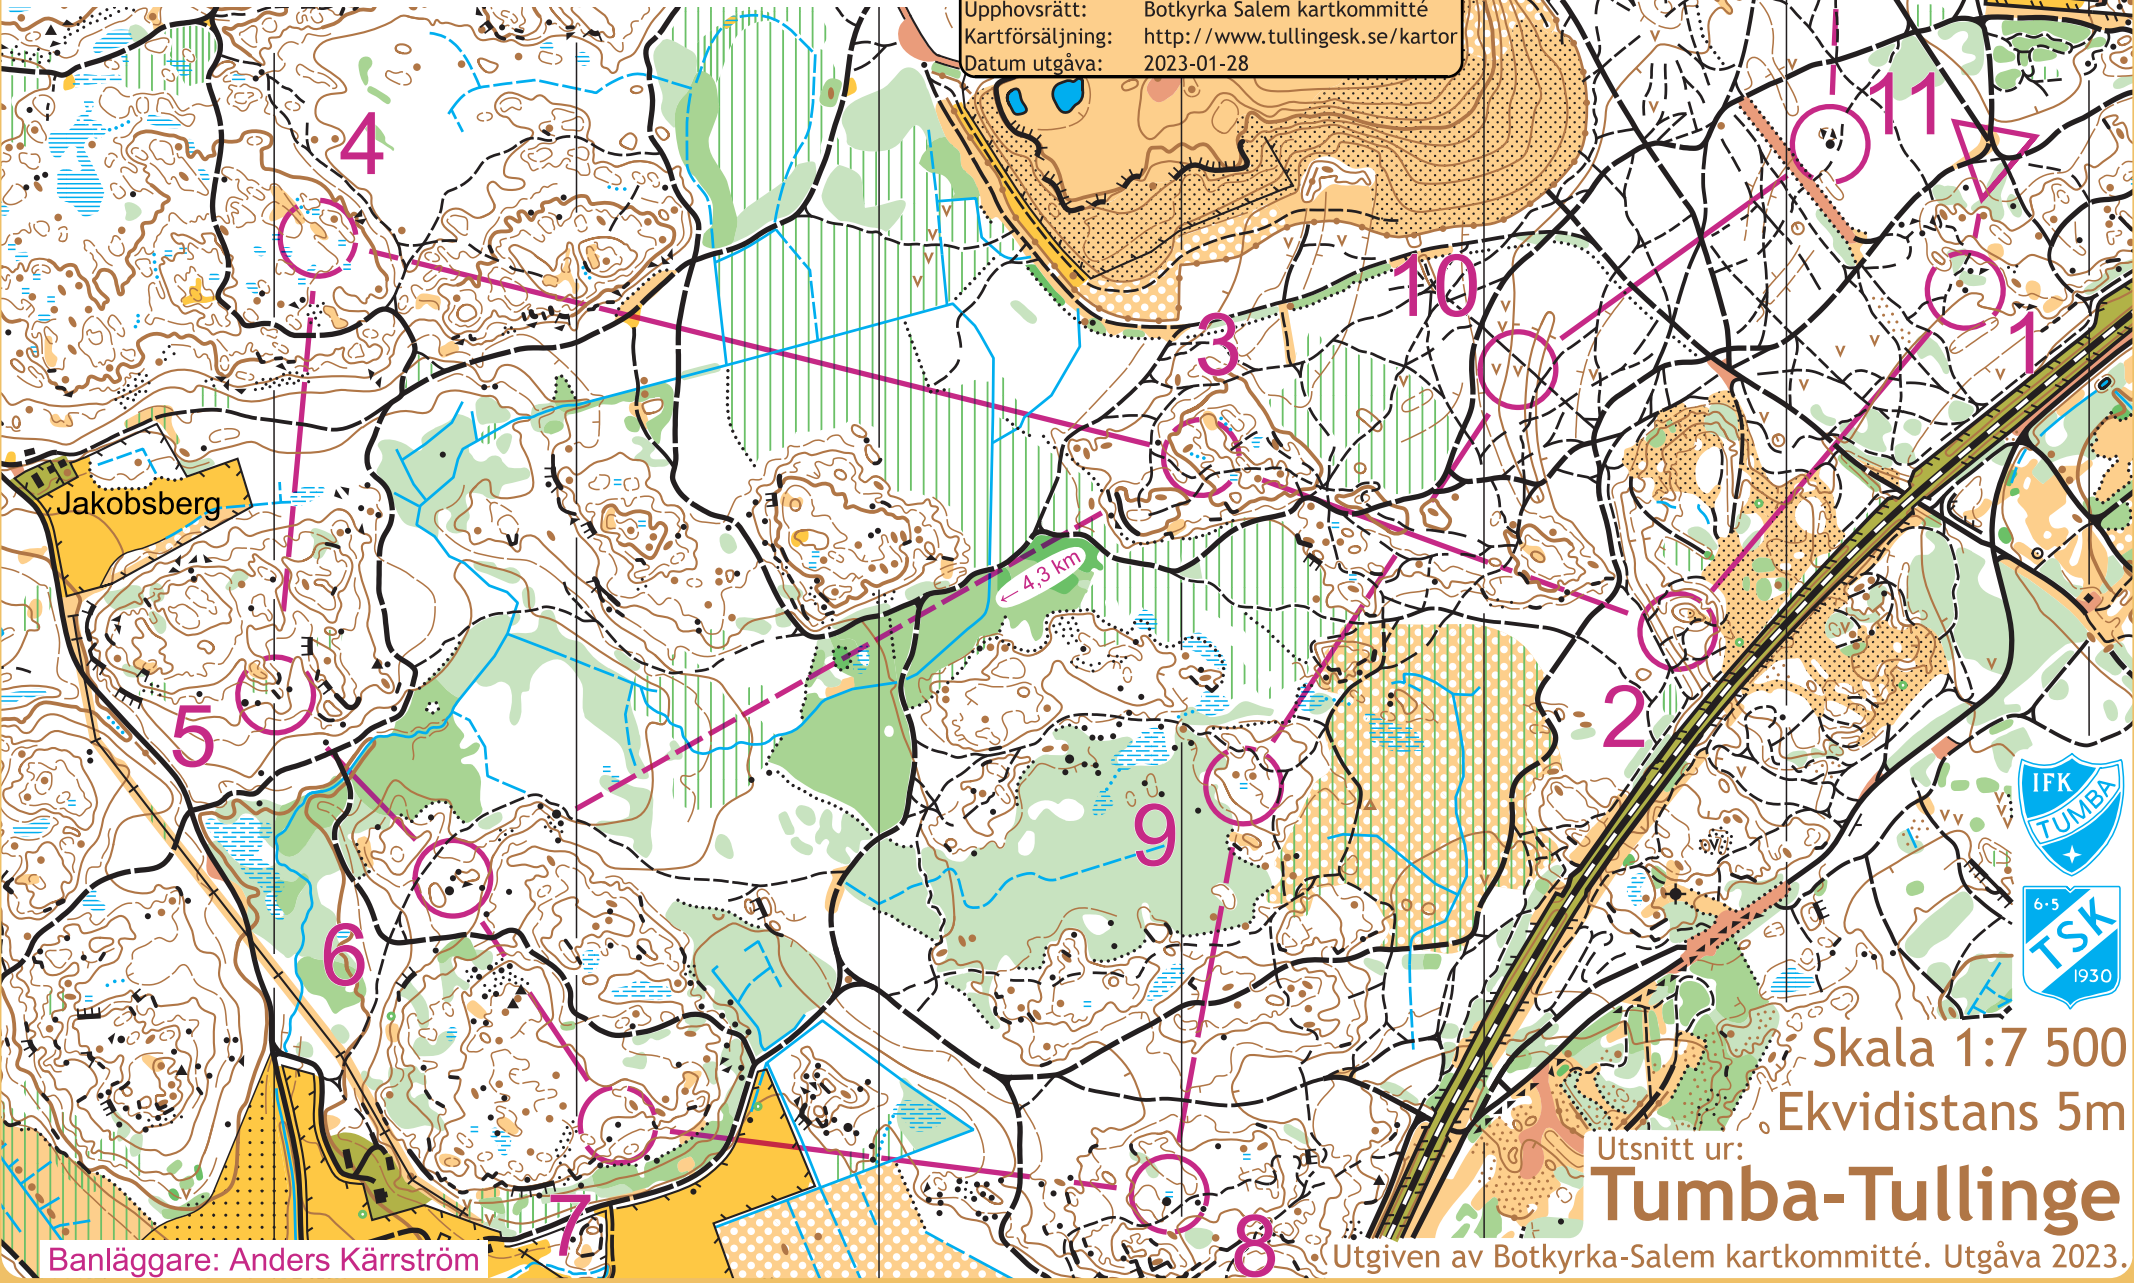 Upphovsrätt: Botkyrka Salem kartkommitté
Kartförsäljning: http://www.tullingesk.se/kartor
Datum utgåva: 2023-01-28
11
4
10
3
1
Jakobsberg
← 4,3 km
5
2
9
6
IFK
TUMBA
6·5
TSK
1930
Skala 1:7 500
Ekvidistans 5m
Utsnitt ur:
Tumba-Tullinge
7
8
Banläggare: Anders Kärrström
Utgiven av Botkyrka-Salem kartkommitté. Utgåva 2023.